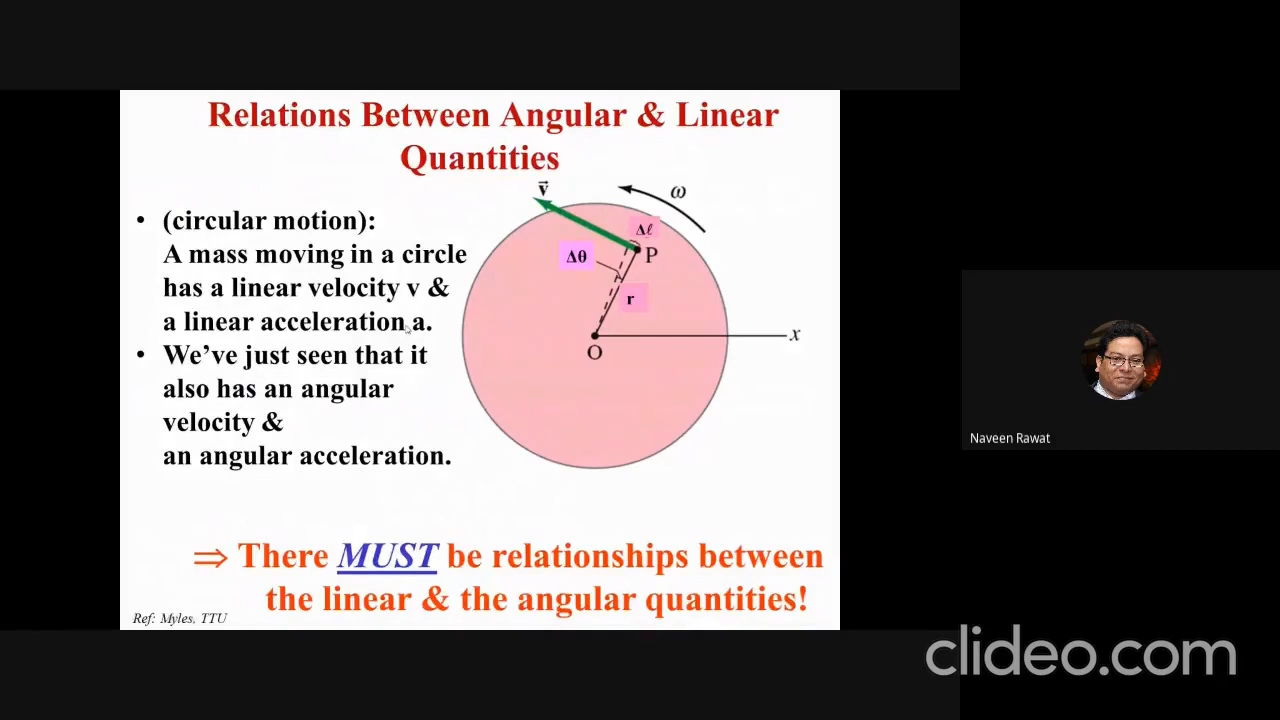 Relations Between Angular & Linear
Quantities
• (circular motion):
A mass moving in a circle
has a linear velocity v &
a linear acceleration a.
• We’ve just seen that it
also has an angular
velocity &
an angular acceleration.
v⃗
ω
Δℓ
P
Δθ
r
O
x
⇒ There MUST be relationships between
the linear & the angular quantities!
Ref: Myles, TTU
Naveen Rawat
clideo.com